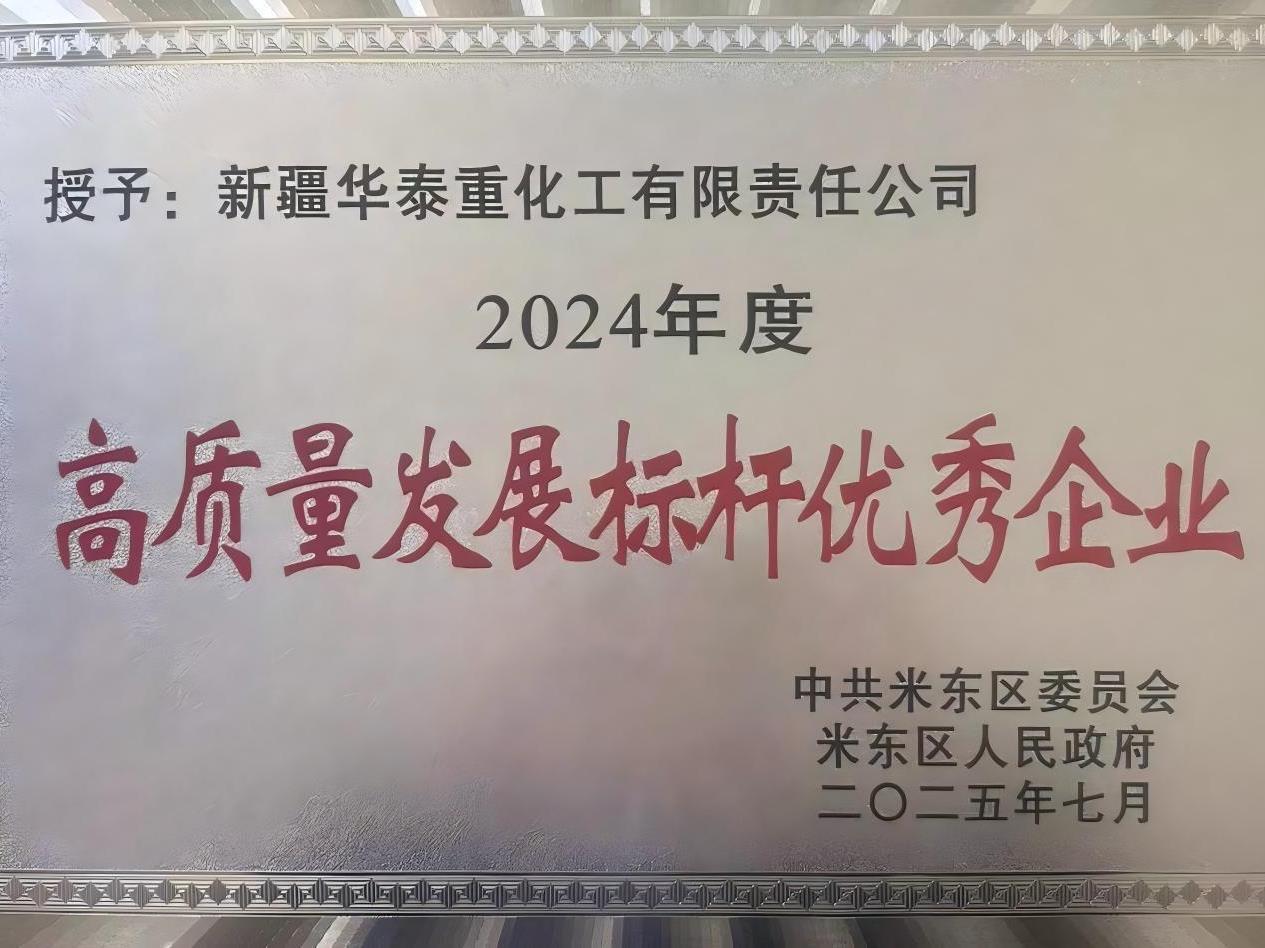 授予：新疆华泰重化工有限责任公司
2024年度
高质量发展标杆优秀企业
中共米东区委员会
米东区人民政府
二〇二五年七月